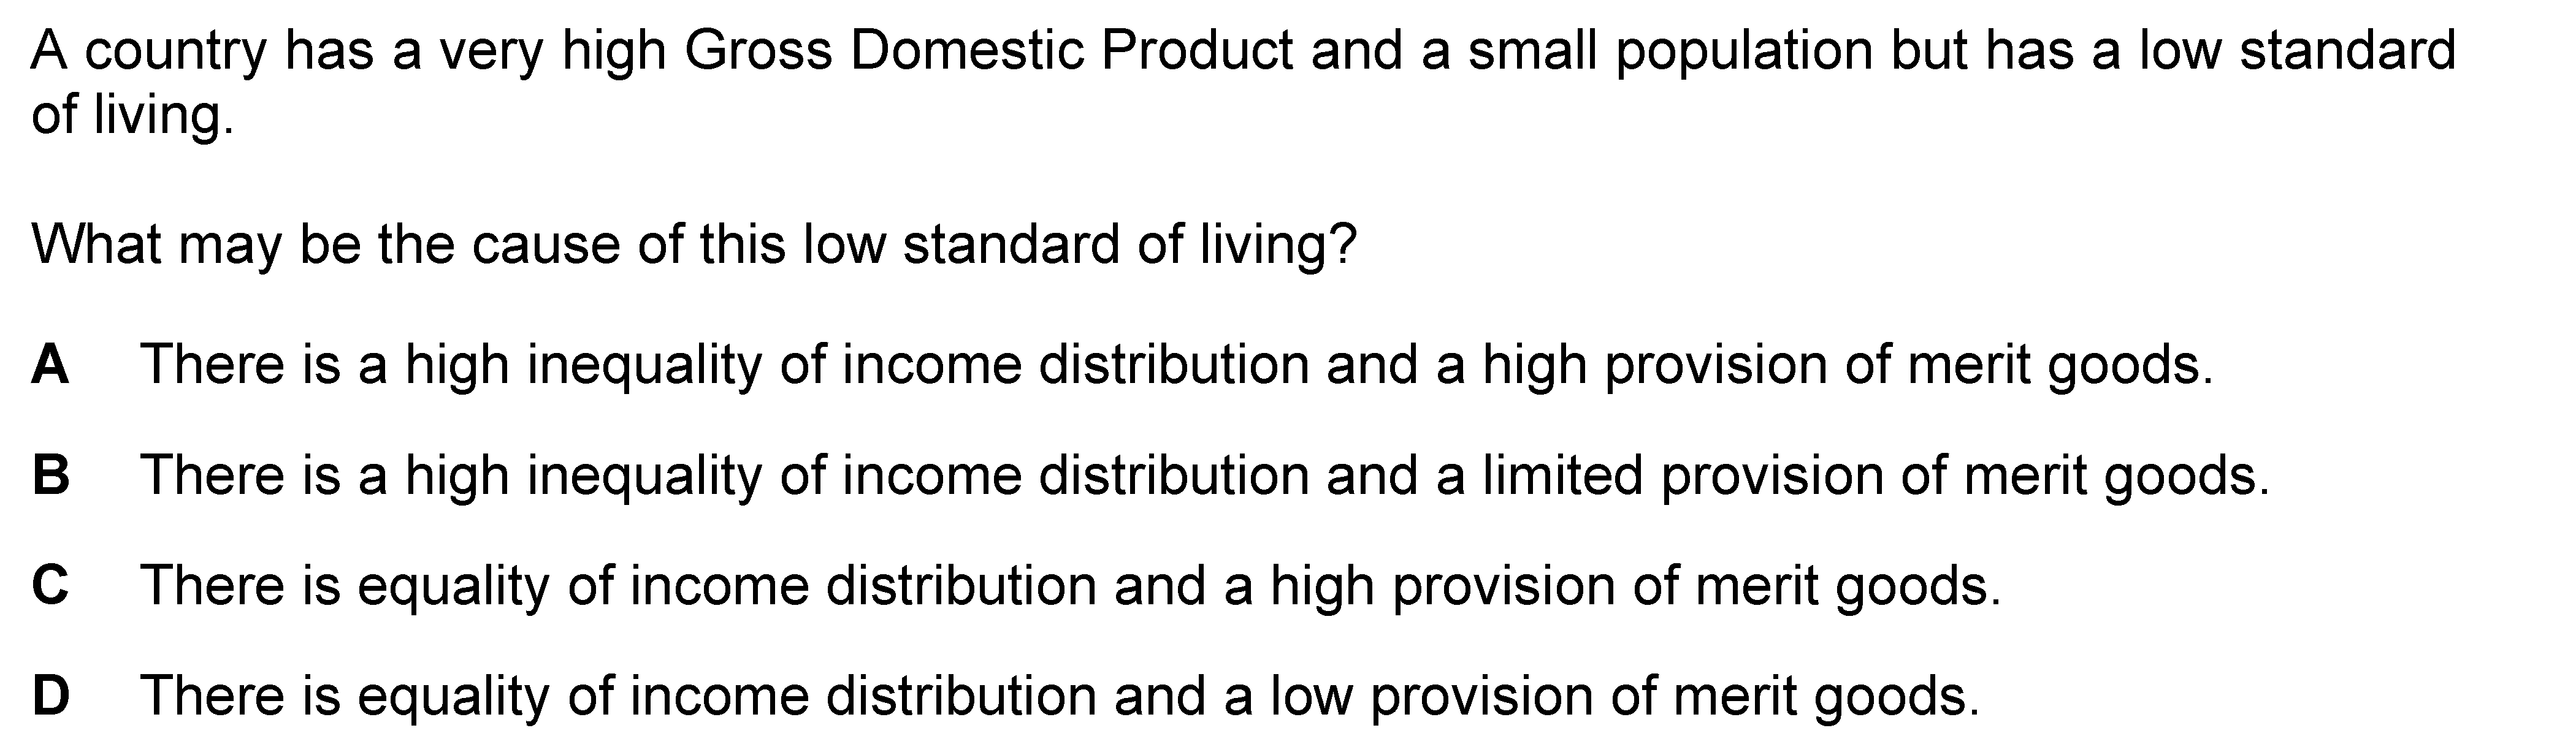 A country has a very high Gross Domestic Product and a small population but has a low standard
of living.
What may be the cause of this low standard of living?
A There is a high inequality of income distribution and a high provision of merit goods.
B There is a high inequality of income distribution and a limited provision of merit goods.
C There is equality of income distribution and a high provision of merit goods.
D There is equality of income distribution and a low provision of merit goods.